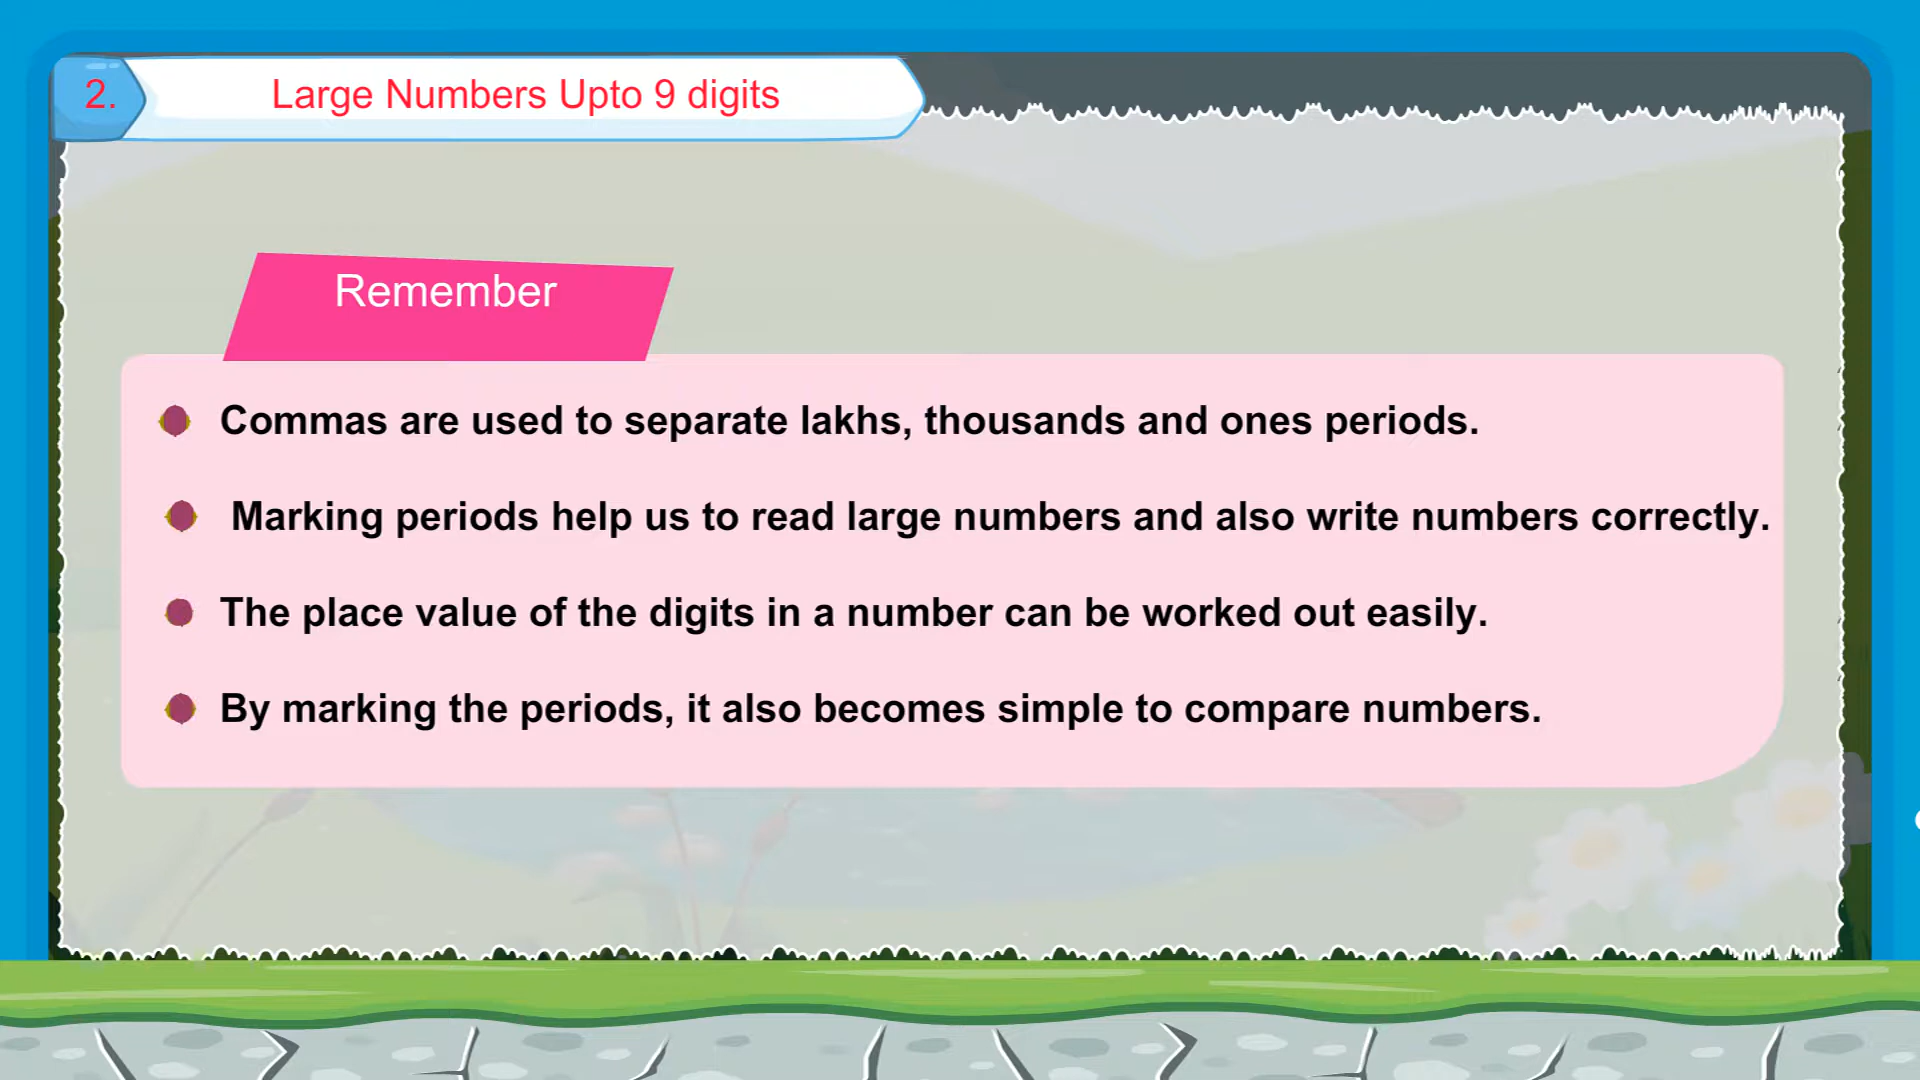 2.
Large Numbers Upto 9 digits
Remember
Commas are used to separate lakhs, thousands and ones periods.
Marking periods help us to read large numbers and also write numbers correctly.
The place value of the digits in a number can be worked out easily.
By marking the periods, it also becomes simple to compare numbers.